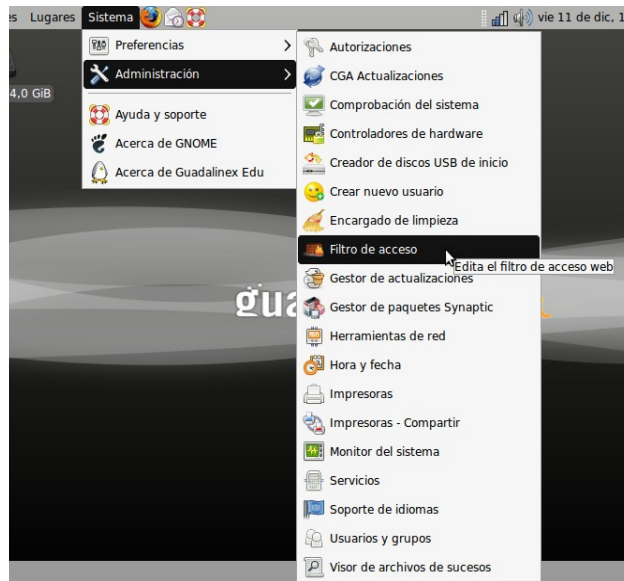 es Lugares Sistema vie 11 de dic, 1
4,0 GiB
Preferencias
Administración
Ayuda y soporte
Acerca de GNOME
Acerca de Guadalinex Edu
Autorizaciones
CGA Actualizaciones
Comprobación del sistema
Controladores de hardware
Creador de discos USB de inicio
Crear nuevo usuario
Encargado de limpieza
Filtro de acceso
Edita el filtro de acceso web
Gestor de actualizaciones
Gestor de paquetes Synaptic
Herramientas de red
Hora y fecha
Impresoras
Impresoras - Compartir
Monitor del sistema
Servicios
Soporte de idiomas
Usuarios y grupos
Visor de archivos de sucesos
gua